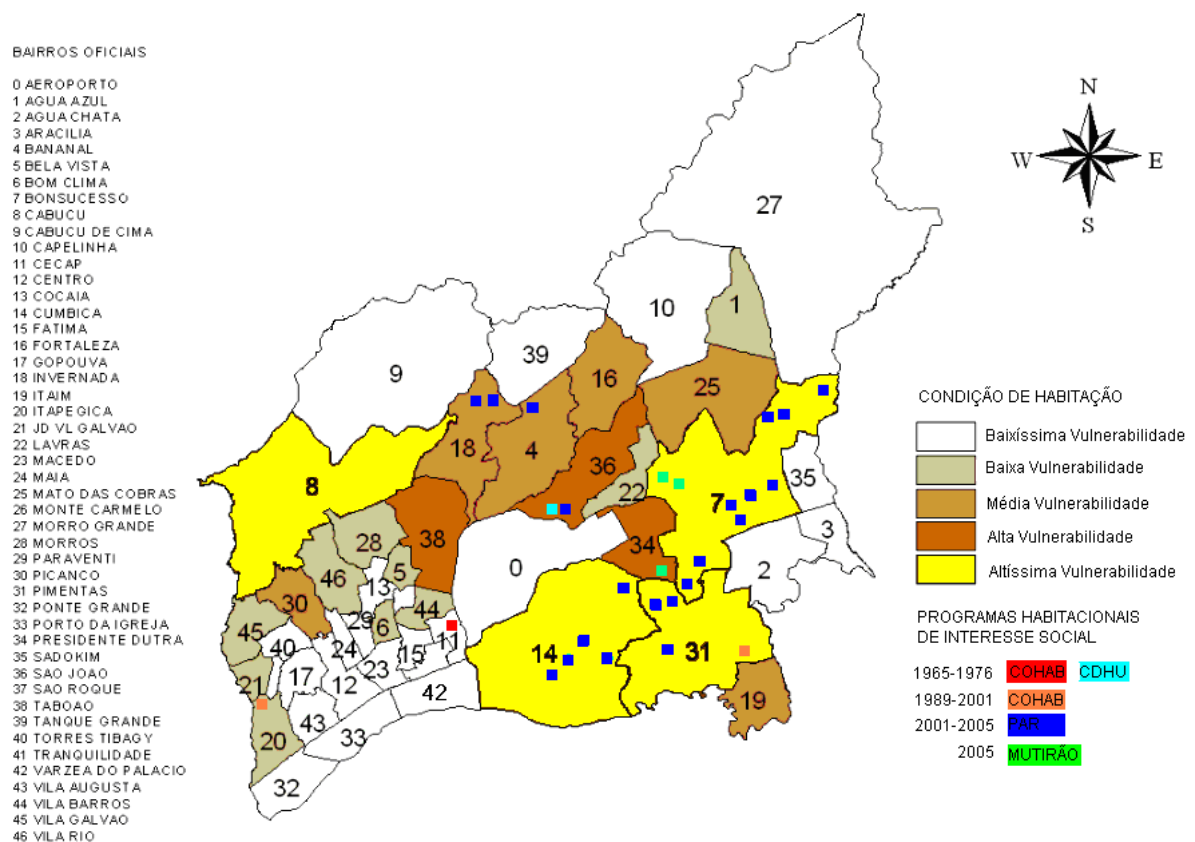 BAIRROS OFICIAIS
0 AEROPORTO
1 AGUA AZUL
2 AGUA CHATA
3 ARACILIA
4 BANANAL
5 BELA VISTA
6 BOM CLIMA
7 BONSUCESSO
8 CABUCU
9 CABUCU DE CIMA
10 CAPELINHA
11 CECAP
12 CENTRO
13 COCAIA
14 CUMBICA
15 FATIMA
16 FORTALEZA
17 GOPOUVA
18 INVERNADA
19 ITAIM
20 ITAPEGICA
21 JD VL GALVAO
22 LAVRAS
23 MACEDO
24 MAIA
25 MATO DAS COBRAS
26 MONTE CARMELO
27 MORRO GRANDE
28 MORROS
29 PARAVENTI
30 PICANCO
31 PIMENTAS
32 PONTE GRANDE
33 PORTO DA IGREJA
34 PRESIDENTE DUTRA
35 SADOKIM
36 SAO JOAO
37 SAO ROQUE
38 TABOAO
39 TANQUE GRANDE
40 TORRES TIBAGY
41 TRANQUILIDADE
42 VARZEA DO PALACIO
43 VILA AUGUSTA
44 VILA BARROS
45 VILA GALVAO
46 VILA RIO
N
W E
S
27
10
1
39
9
16
25
18
4
36
8
22
7
35
38
28
34
3
46
5
13
0
2
30
44
29
6
45
40
24
11
15
23
14
31
21
17
12
42
19
43
20
33
32
CONDIÇÃO DE HABITAÇÃO
Baixíssima Vulnerabilidade
Baixa Vulnerabilidade
Média Vulnerabilidade
Alta Vulnerabilidade
Altíssima Vulnerabilidade
PROGRAMAS HABITACIONAIS
DE INTERESSE SOCIAL
1965-1976 COHAB CDHU
1989-2001 COHAB
2001-2005 PAR
2005 MUTIRÃO